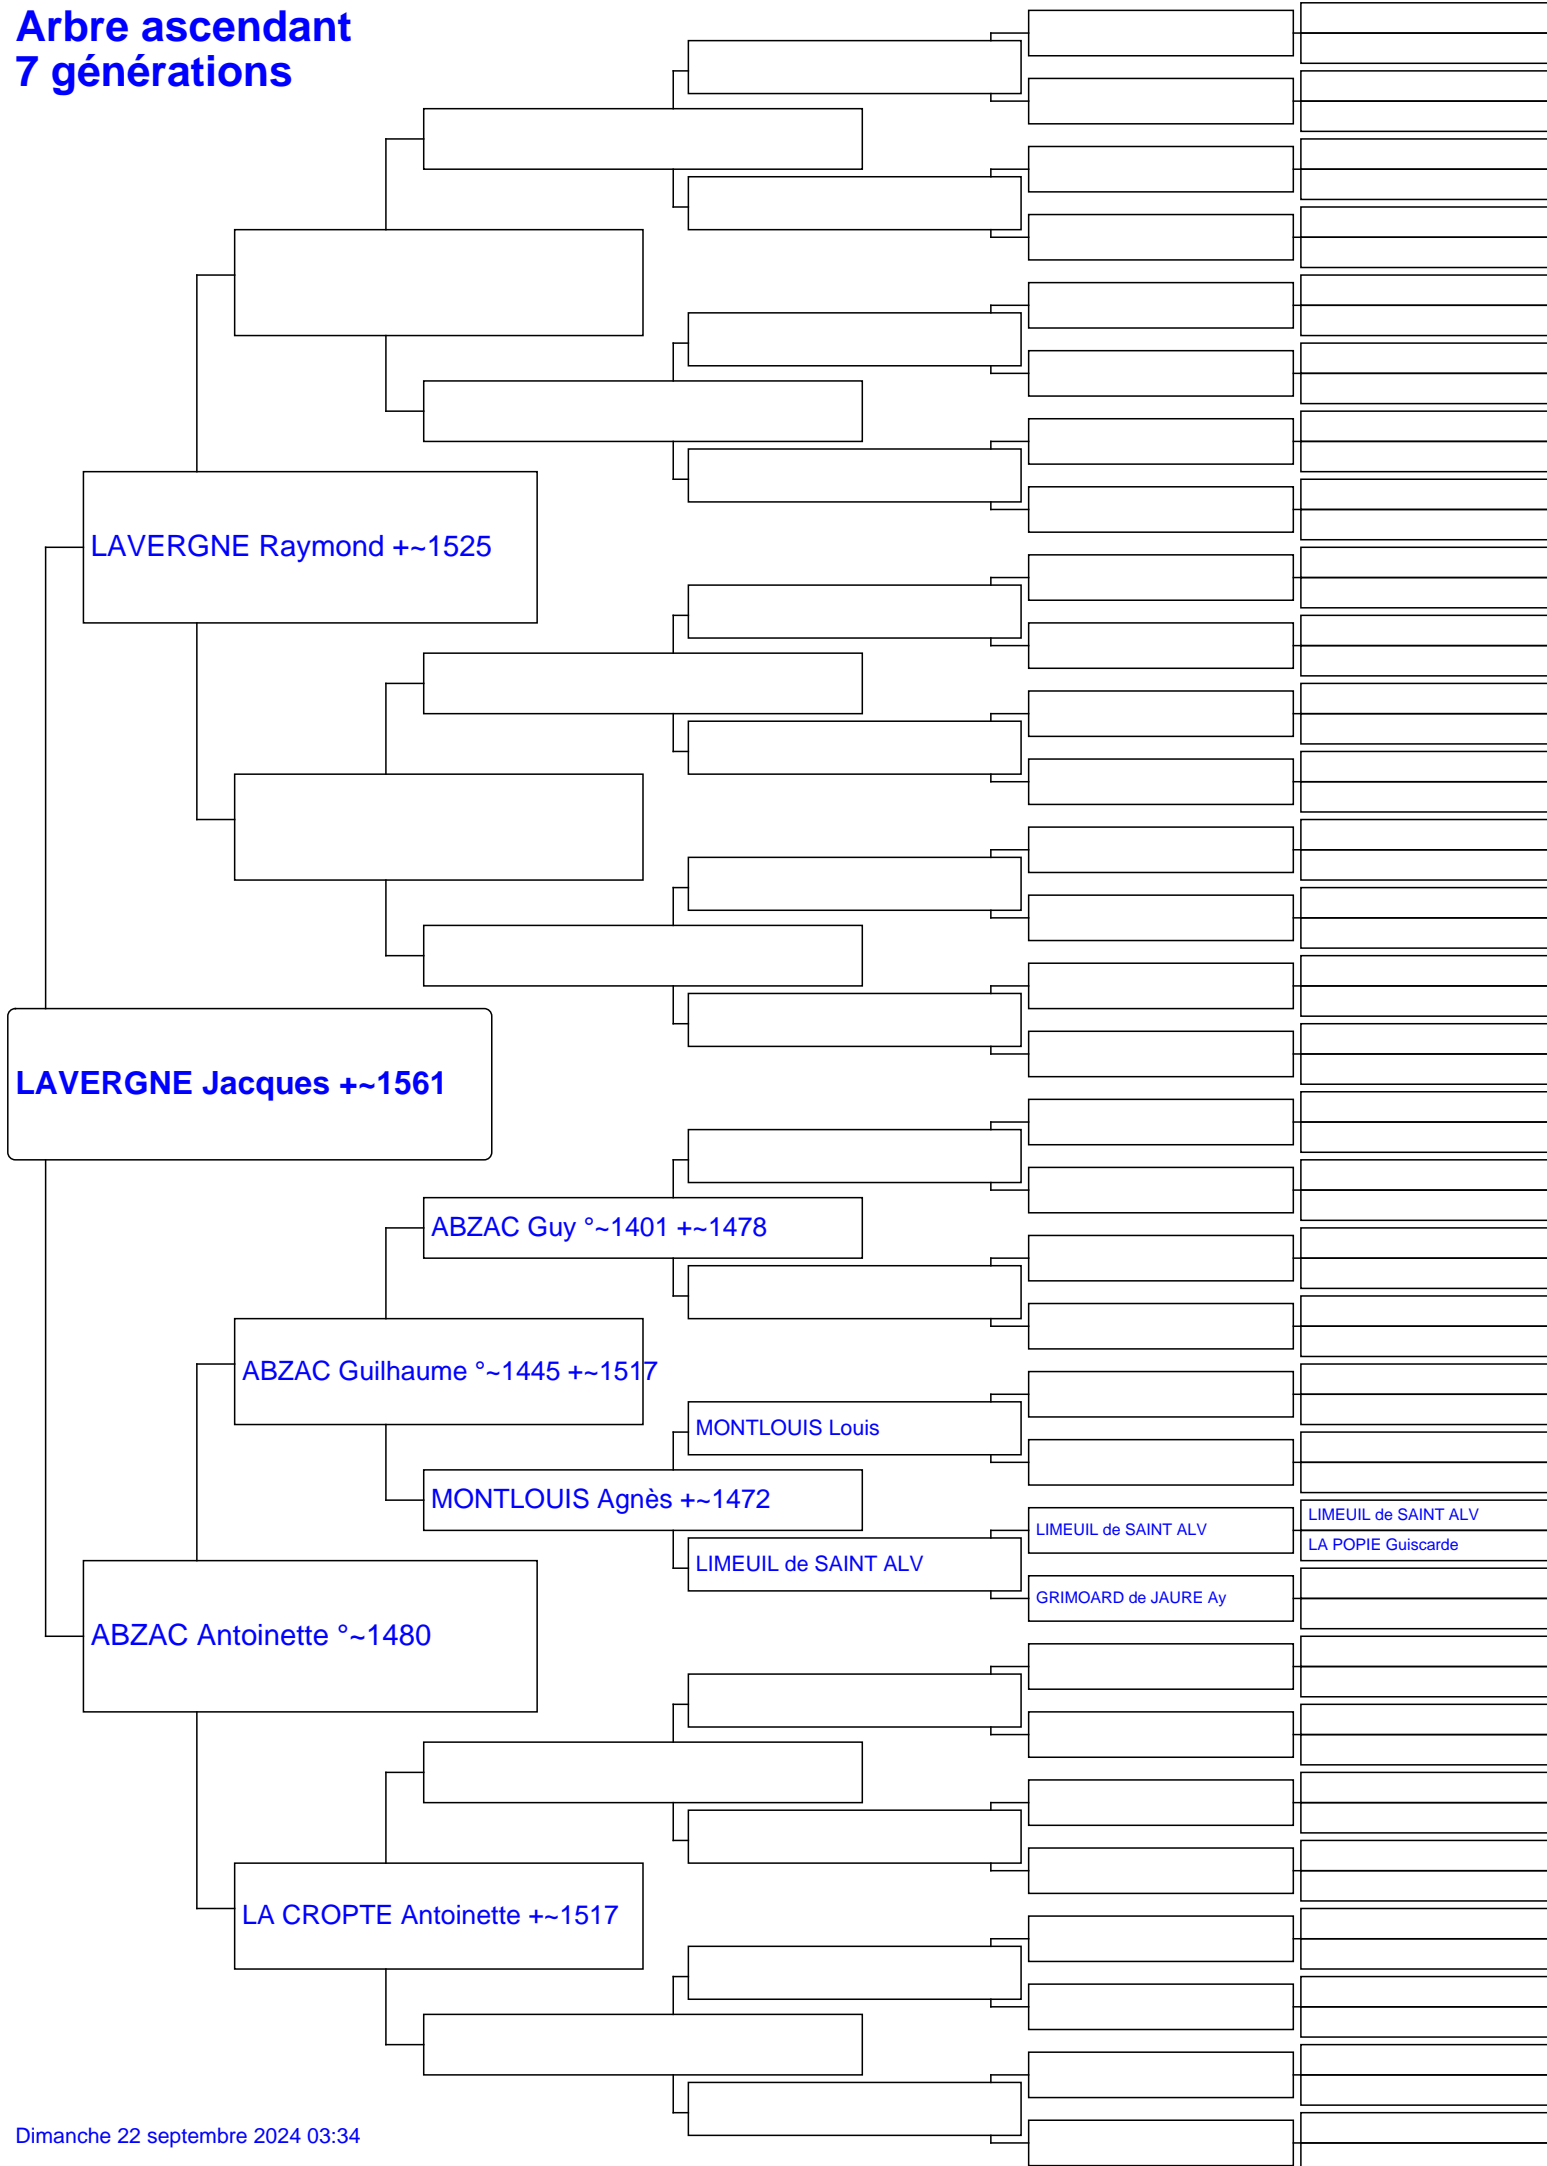 Arbre ascendant
7 générations
LAVERGNE Raymond +~1525
LAVERGNE Jacques +~1561
ABZAC Guy °~1401 +~1478
ABZAC Guilhaume °~1445 +~1517
MONTLOUIS Louis
MONTLOUIS Agnès +~1472
LIMEUIL de SAINT ALV
LA POPIE Guiscarde
LIMEUIL de SAINT ALV
LIMEUIL de SAINT ALV
GRIMOARD de JAURE Ay
ABZAC Antoinette °~1480
LA CROPTE Antoinette +~1517
Dimanche 22 septembre 2024 03:34